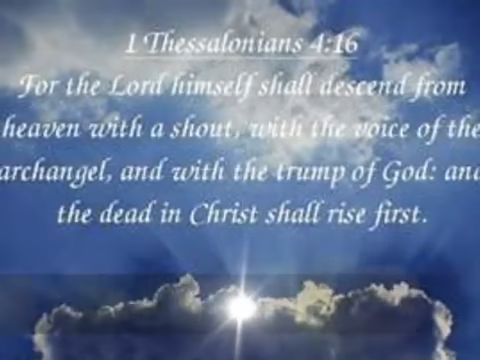 1 Thessalonians 4:16
For the Lord himself shall descend from
heaven with a shout, with the voice of the
archangel, and with the trump of God: and
the dead in Christ shall rise first.